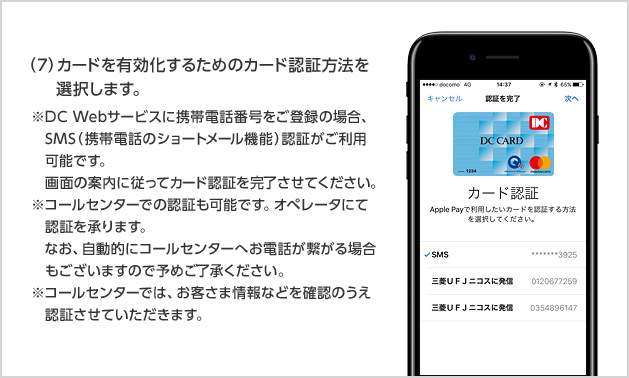 (7)カードを有効化するためのカード認証方法を
選択します。
※DC Webサービスに携帯電話番号をご登録の場合、
SMS(携帯電話のショートメール機能)認証がご利用
可能です。
画面の案内に従ってカード認証を完了させてください。
※コールセンターでの認証も可能です。オペレータにて
認証を承ります。
なお、自動的にコールセンターへお電話が繋がる場合
もございますので予めご了承ください。
※コールセンターでは、お客さま情報などを確認のうえ
認証させていただきます。
docomo 4G 14:37 65%
キャンセル 認証を完了 次へ
DC
DC CARD
1234
カード認証
Apple Payで利用したいカードを認証する方法
を選択してください。
SMS *******3925
三菱UFJニコスに発信 0120677259
三菱UFJニコスに発信 0354896147